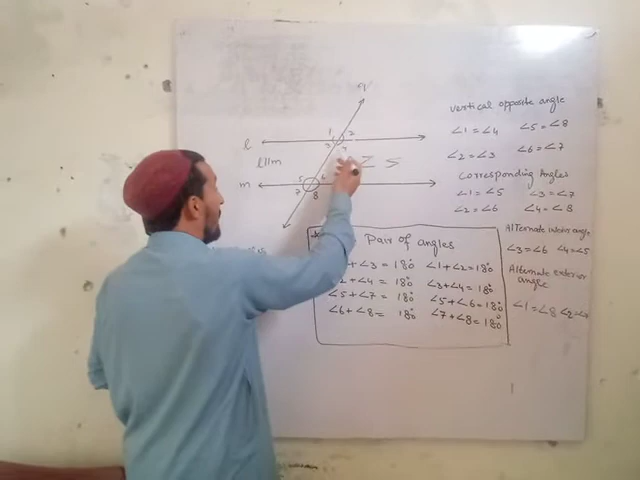 r
1 2
l
3 4
l||m
Z S
5 6
m
7 8
vertical opposite angle
∠1=∠4 ∠5=∠8
∠2=∠3 ∠6=∠7
Corresponding Angles
∠1=∠5 ∠3=∠7
∠2=∠6 ∠4=∠8
Alternate interior angle
∠3=∠6 ∠4=∠5
Alternate exterior
angle
∠1=∠8 ∠2=∠7
Pair of angles
+∠3=180° ∠1+∠2=180°
2+∠4=180° ∠3+∠4=180°
∠5+∠7=180° ∠5+∠6=180°
∠6+∠8=180° ∠7+∠8=180°